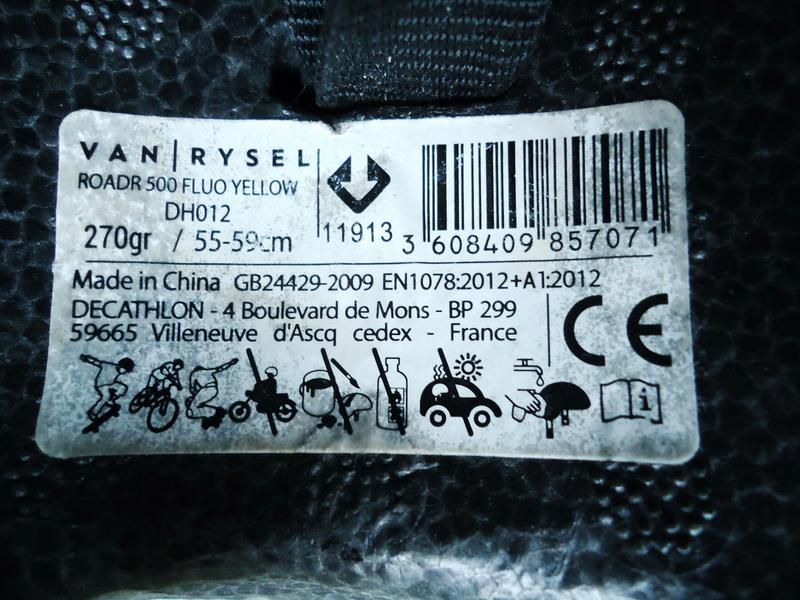 VAN RYSEL
ROADR 500 FLUO YELLOW
DH012
270gr / 55-59cm
11913
3 608409 857071
Made in China GB24429-2009 EN1078:2012+A1:2012
DECATHLON - 4 Boulevard de Mons - BP 299
59665 Villeneuve d'Ascq cedex - France
CE
i